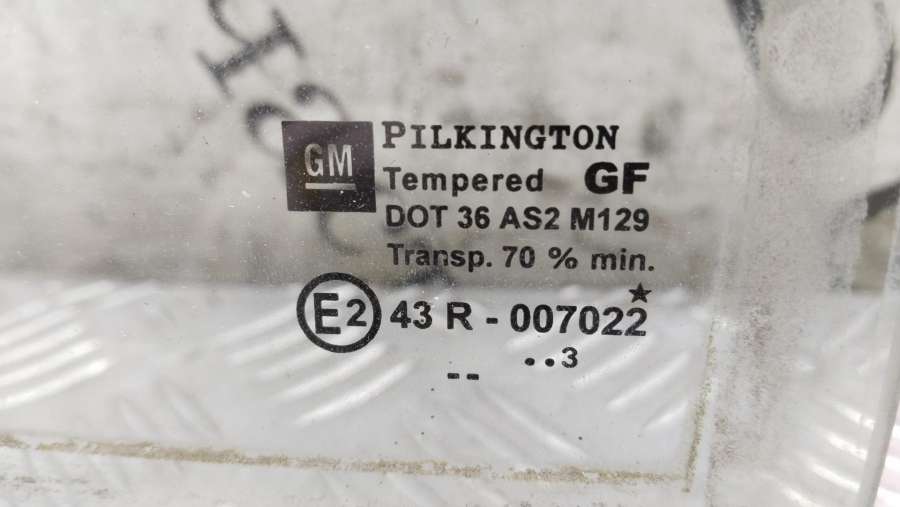 GM
PILKINGTON
Tempered GF
DOT 36 AS2 M129
Transp. 70 % min.
E2 43 R - 007022 ★
..3
--